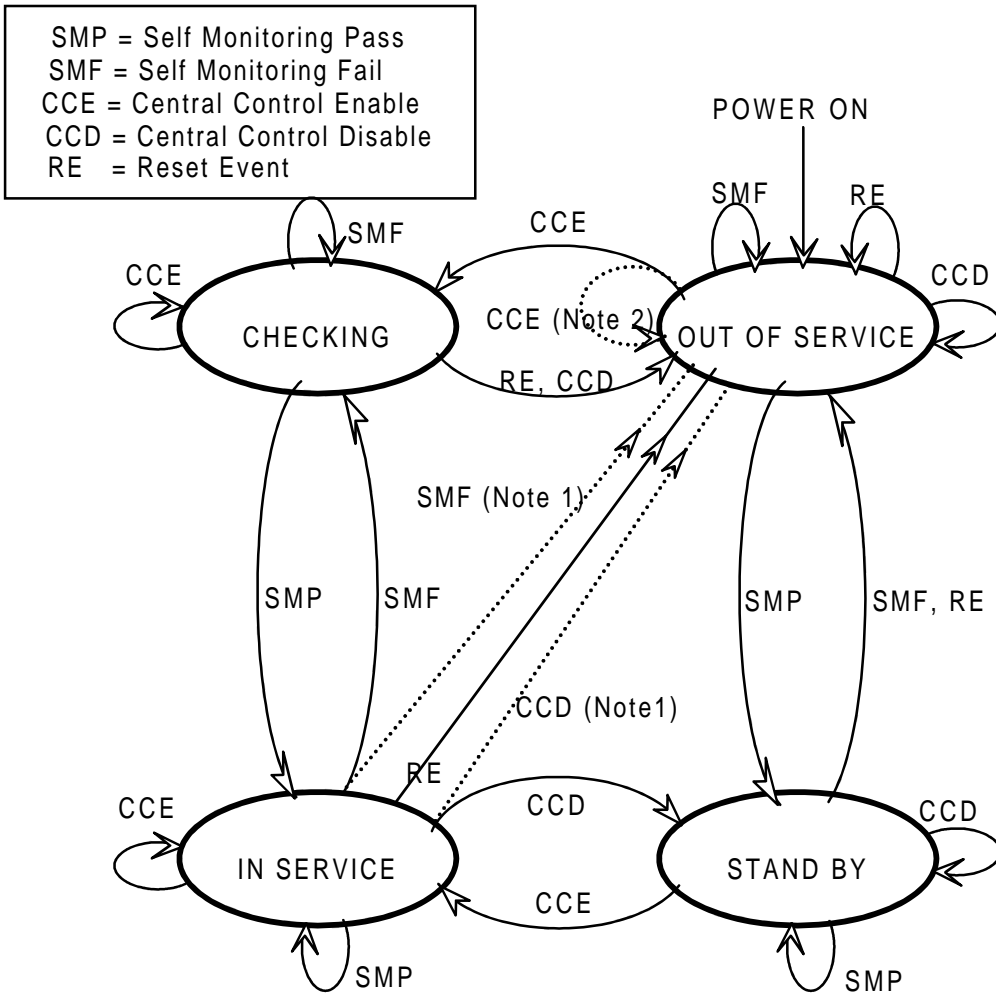 SMP = Self Monitoring Pass
SMF = Self Monitoring Fail
CCE = Central Control Enable
CCD = Central Control Disable
RE = Reset Event
POWER ON
SMF
RE
SMF
CCE
CCE
CCD
CHECKING
CCE (Note 2)
OUT OF SERVICE
RE, CCD
SMF (Note 1)
SMP
SMF
SMP
SMF, RE
CCD (Note1)
RE
CCE
CCD
CCD
IN SERVICE
STAND BY
CCE
SMP
SMP